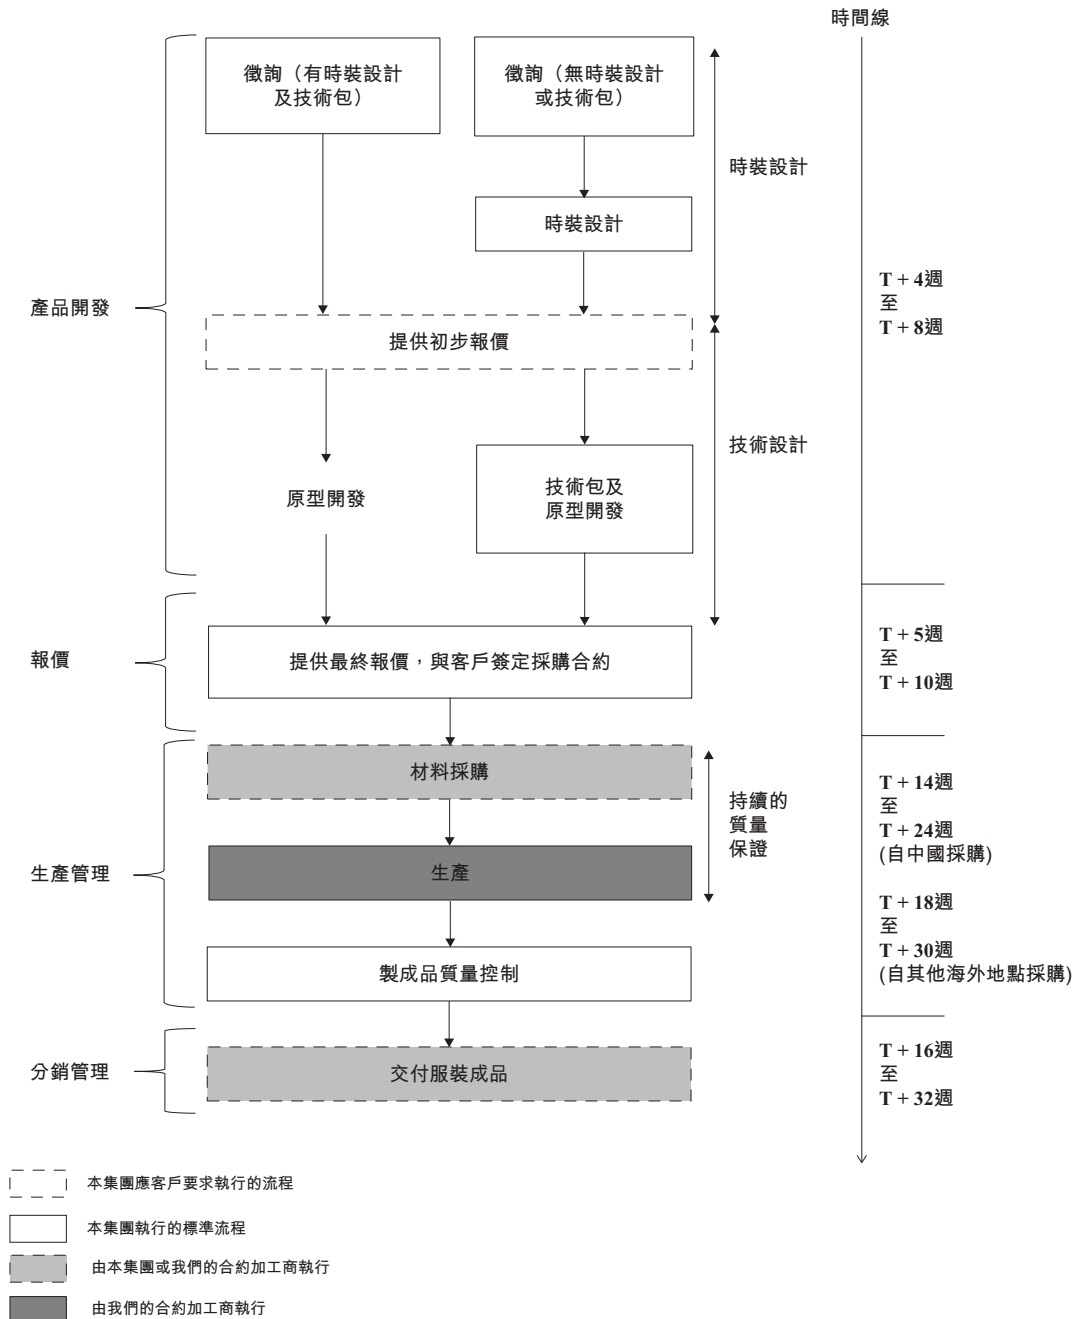 時間線
徵詢（有時裝設計
及技術包）
徵詢（無時裝設計
或技術包）
時裝設計
時裝設計
產品開發
T + 4週
至
T + 8週
提供初步報價
技術設計
原型開發
技術包及
原型開發
報價
提供最終報價，與客戶簽定採購合約
T + 5週
至
T + 10週
材料採購
持續的
質量
保證
生產管理
生產
製成品質量控制
T + 14週
至
T + 24週
(自中國採購)
T + 18週
至
T + 30週
(自其他海外地點採購)
分銷管理
交付服裝成品
T + 16週
至
T + 32週
本集團應客戶要求執行的流程
本集團執行的標準流程
由本集團或我們的合約加工商執行
由我們的合約加工商執行